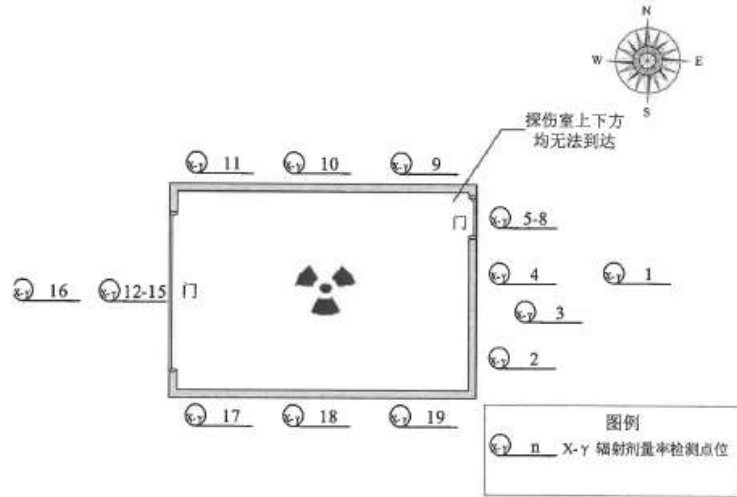 N
W E
S
探伤室上下方
均无法到达
X-γ 11 X-γ 10 X-γ 9
门 X-γ 5-8
X-γ 16 X-γ 12-15 门 X-γ 4 X-γ 1
X-γ 3
X-γ 2
X-γ 17 X-γ 18 X-γ 19
图例
X-γ n X-γ 辐射剂量率检测点位